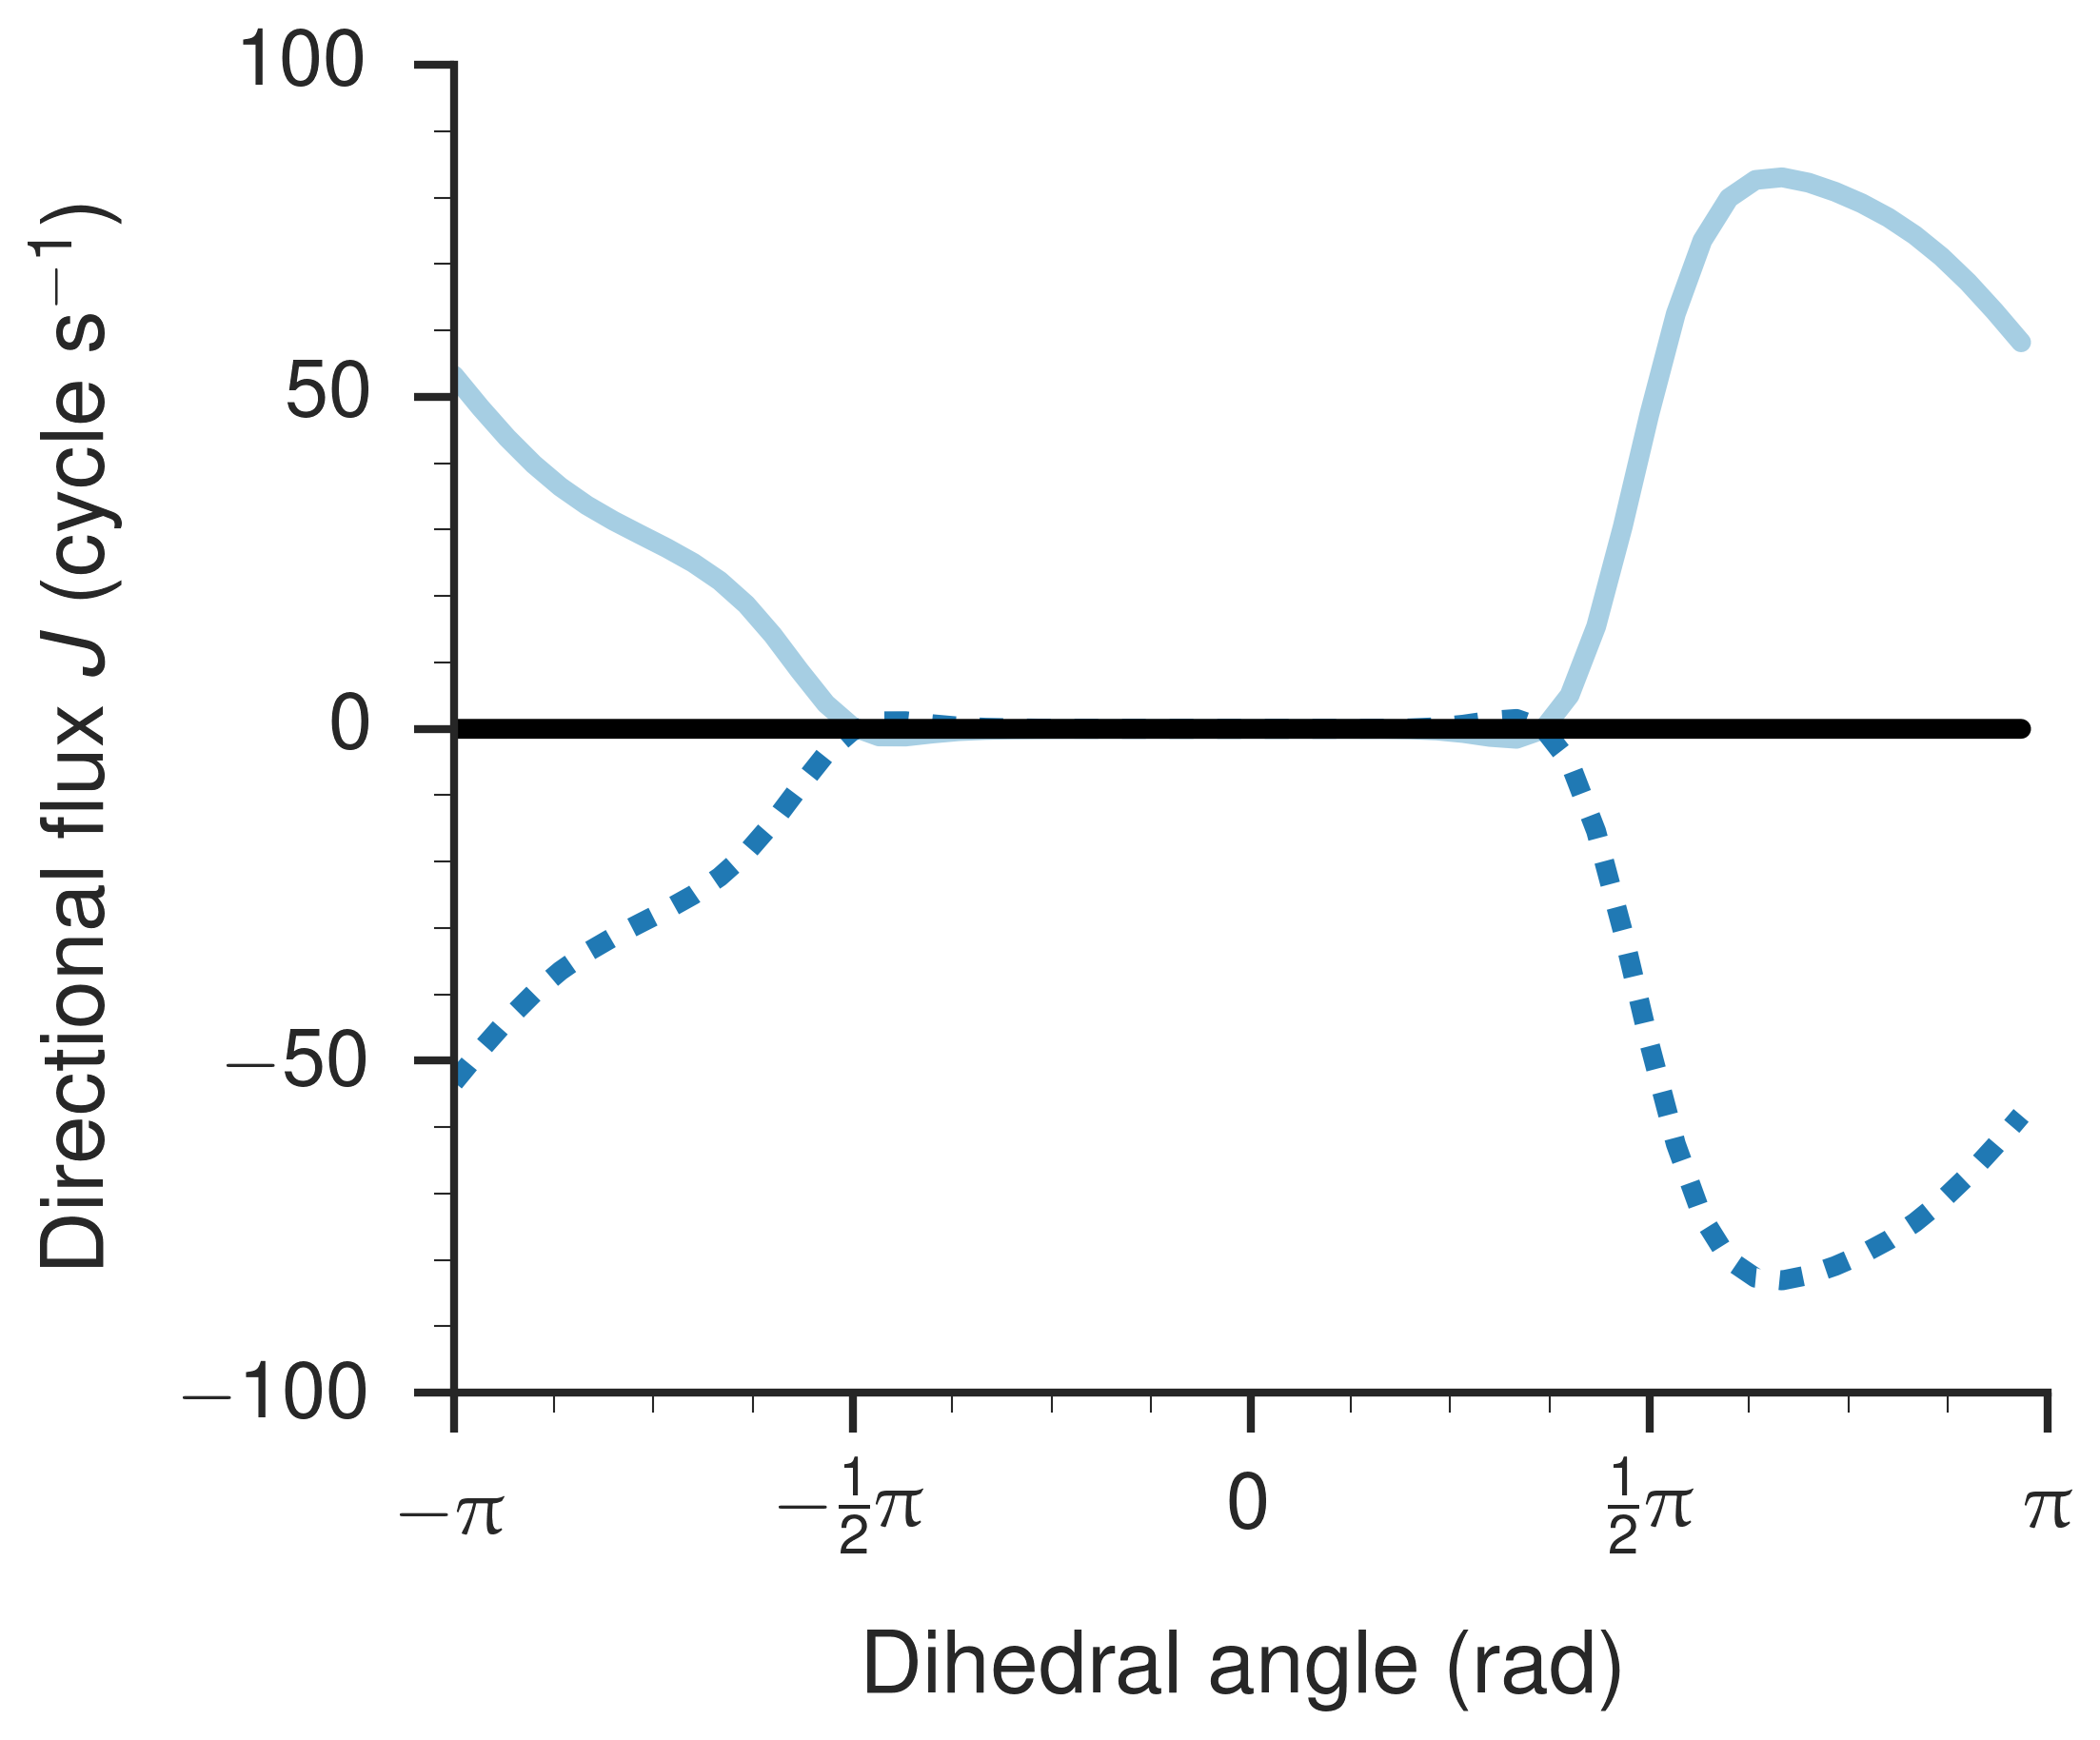 100
50
0
−50
−100
Directional flux J (cycle s⁻¹)
−π
−½π
0
½π
π
Dihedral angle (rad)